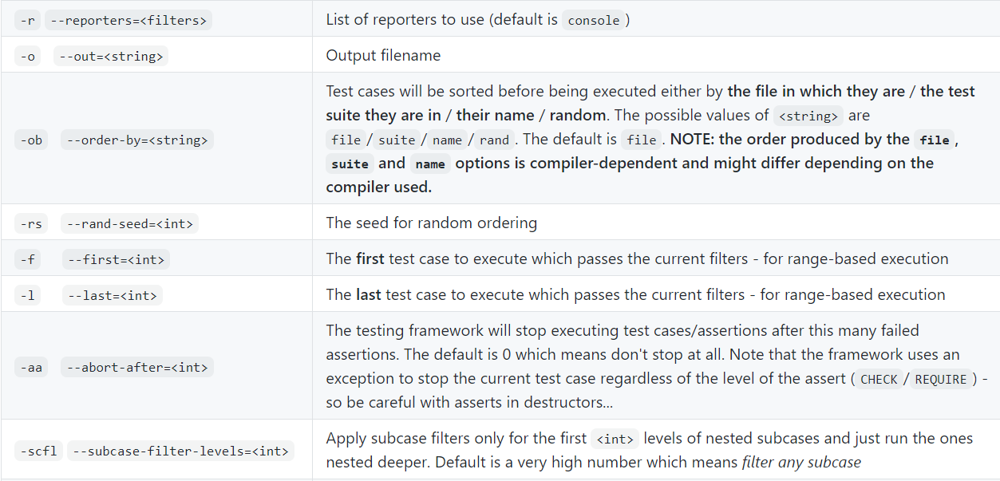 -r --reporters=<filters> List of reporters to use (default is console)
-o --out=<string> Output filename
Test cases will be sorted before being executed either by the file in which they are / the test
suite they are in / their name / random. The possible values of <string> are
-ob --order-by=<string> file / suite / name / rand . The default is file . NOTE: the order produced by the file ,
suite and name options is compiler-dependent and might differ depending on the
compiler used.
-rs --rand-seed=<int> The seed for random ordering
-f --first=<int> The first test case to execute which passes the current filters - for range-based execution
-l --last=<int> The last test case to execute which passes the current filters - for range-based execution
The testing framework will stop executing test cases/assertions after this many failed
assertions. The default is 0 which means don't stop at all. Note that the framework uses an
-aa --abort-after=<int> exception to stop the current test case regardless of the level of the assert ( CHECK / REQUIRE ) -
so be careful with asserts in destructors...
-scfl --subcase-filter-levels=<int> Apply subcase filters only for the first <int> levels of nested subcases and just run the ones
nested deeper. Default is a very high number which means filter any subcase